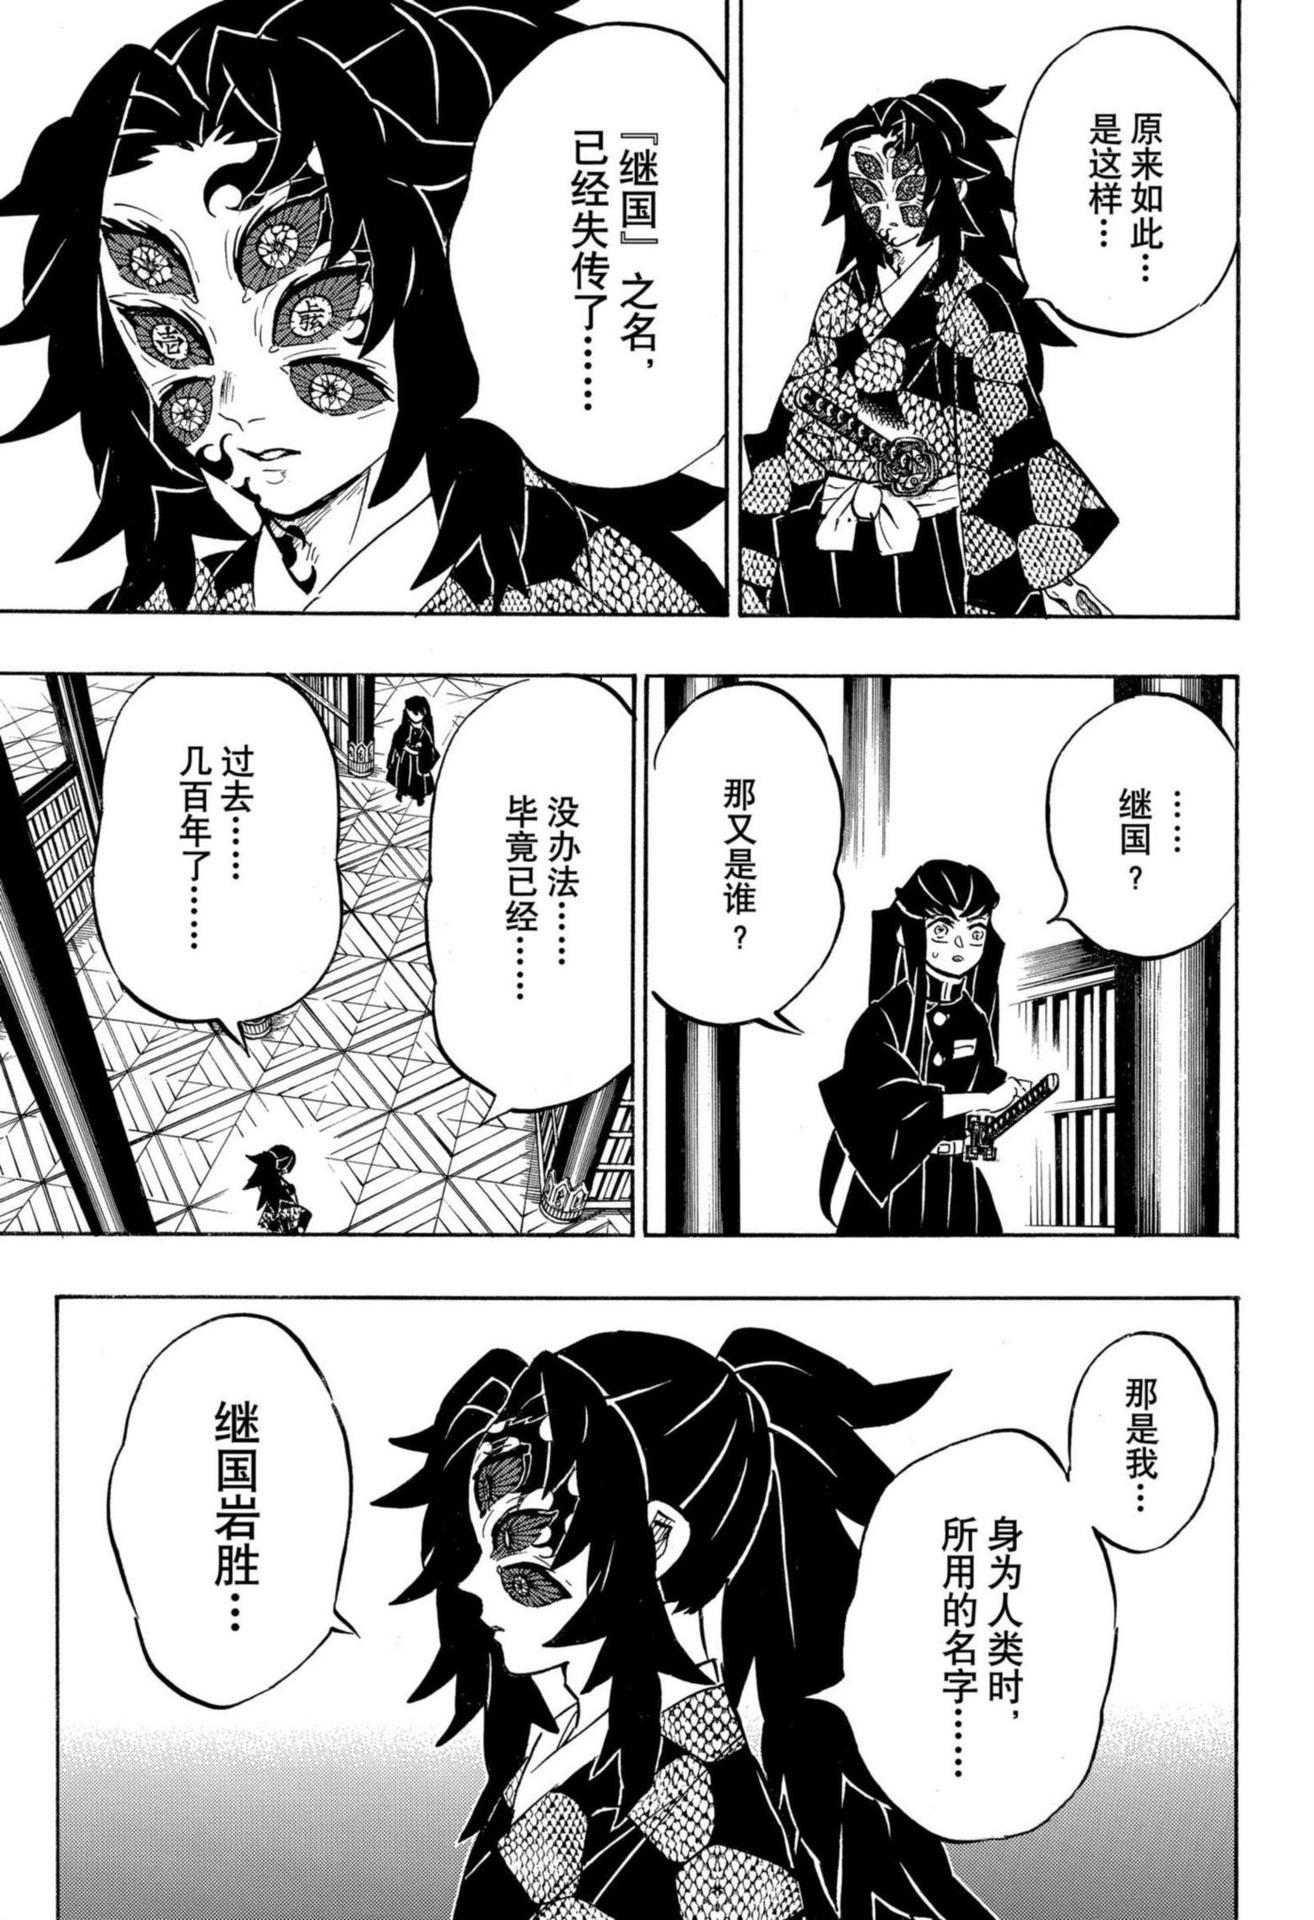 原来如此…
是这样…
『继国』之名，
已经失传了……
……
继国？
那又是谁？
没办法……
毕竟已经……
过去……
几百年了……
那是我…
身为人类时，
所用的名字……
继国岩胜…